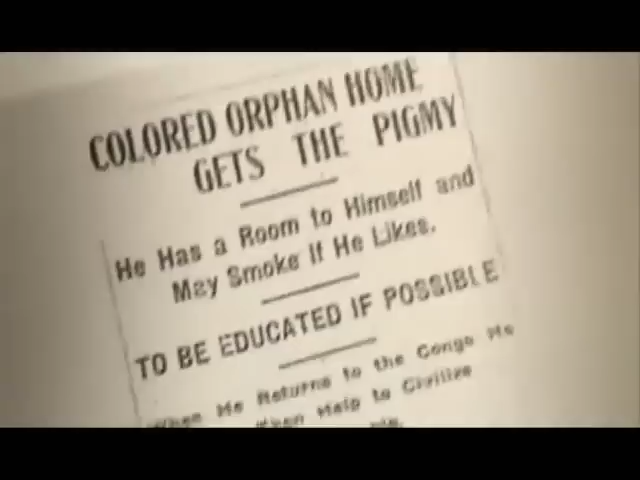 COLORED ORPHAN HOME
GETS THE PIGMY
He Has a Room to Himself and
May Smoke If He Likes.
TO BE EDUCATED IF POSSIBLE
When He Returns to the Congo He
Help to Civilize